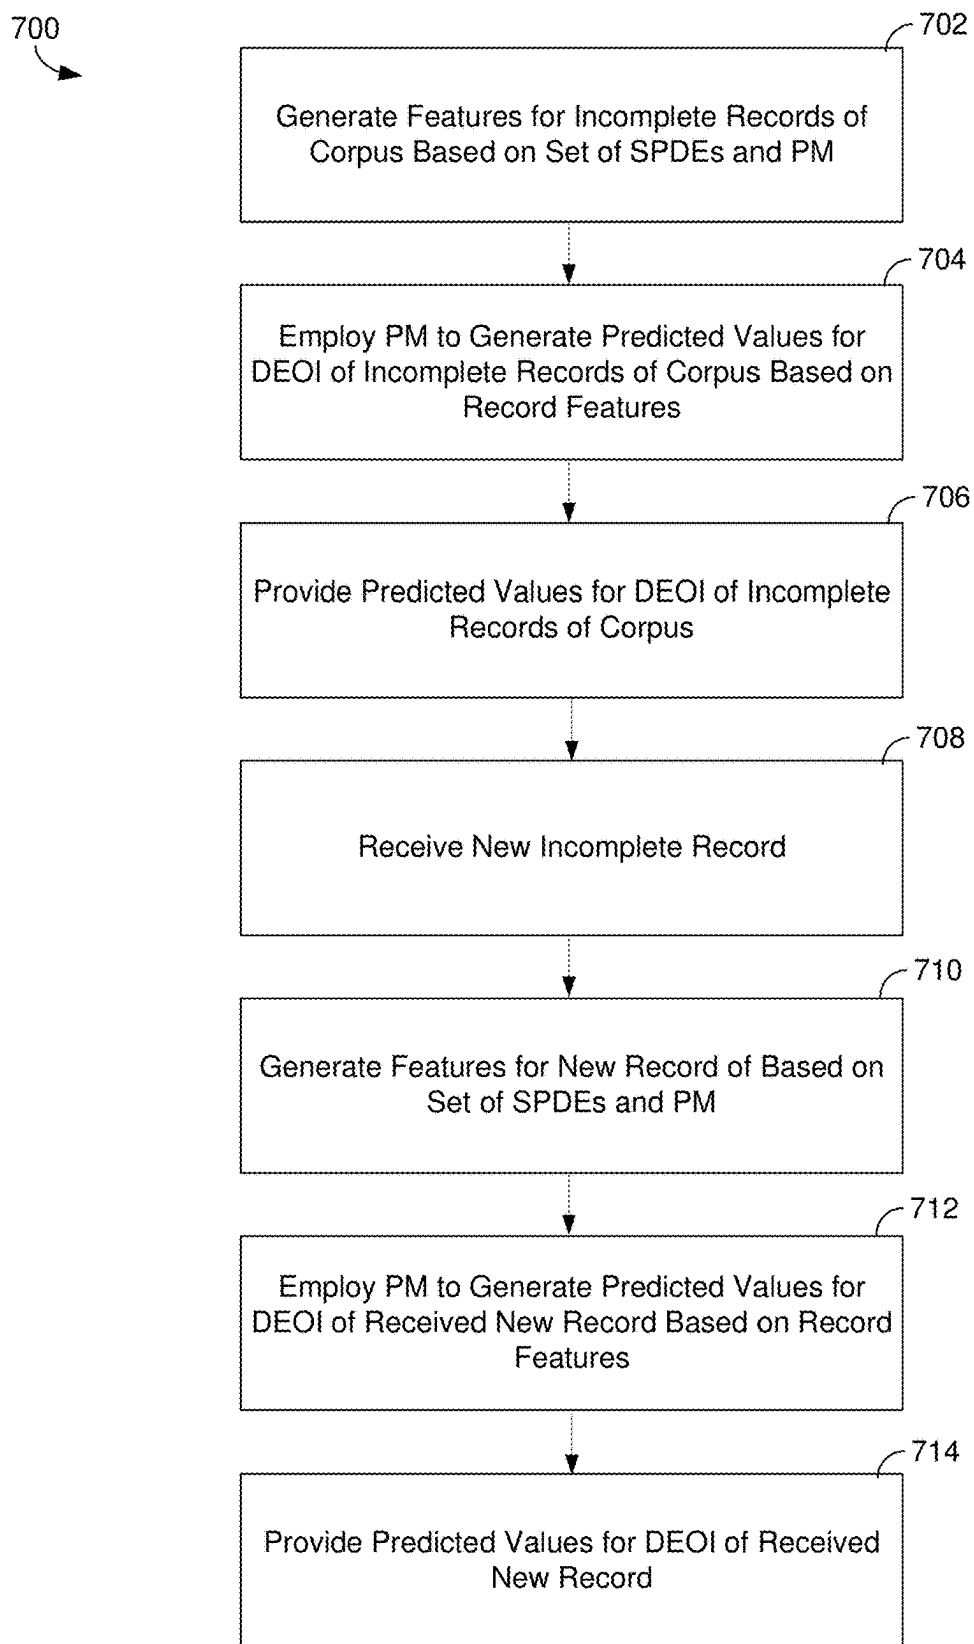 700
702
Generate Features for Incomplete Records of
Corpus Based on Set of SPDEs and PM
704
Employ PM to Generate Predicted Values for
DEOI of Incomplete Records of Corpus Based on
Record Features
706
Provide Predicted Values for DEOI of Incomplete
Records of Corpus
708
Receive New Incomplete Record
710
Generate Features for New Record of Based on
Set of SPDEs and PM
712
Employ PM to Generate Predicted Values for
DEOI of Received New Record Based on Record
Features
714
Provide Predicted Values for DEOI of Received
New Record